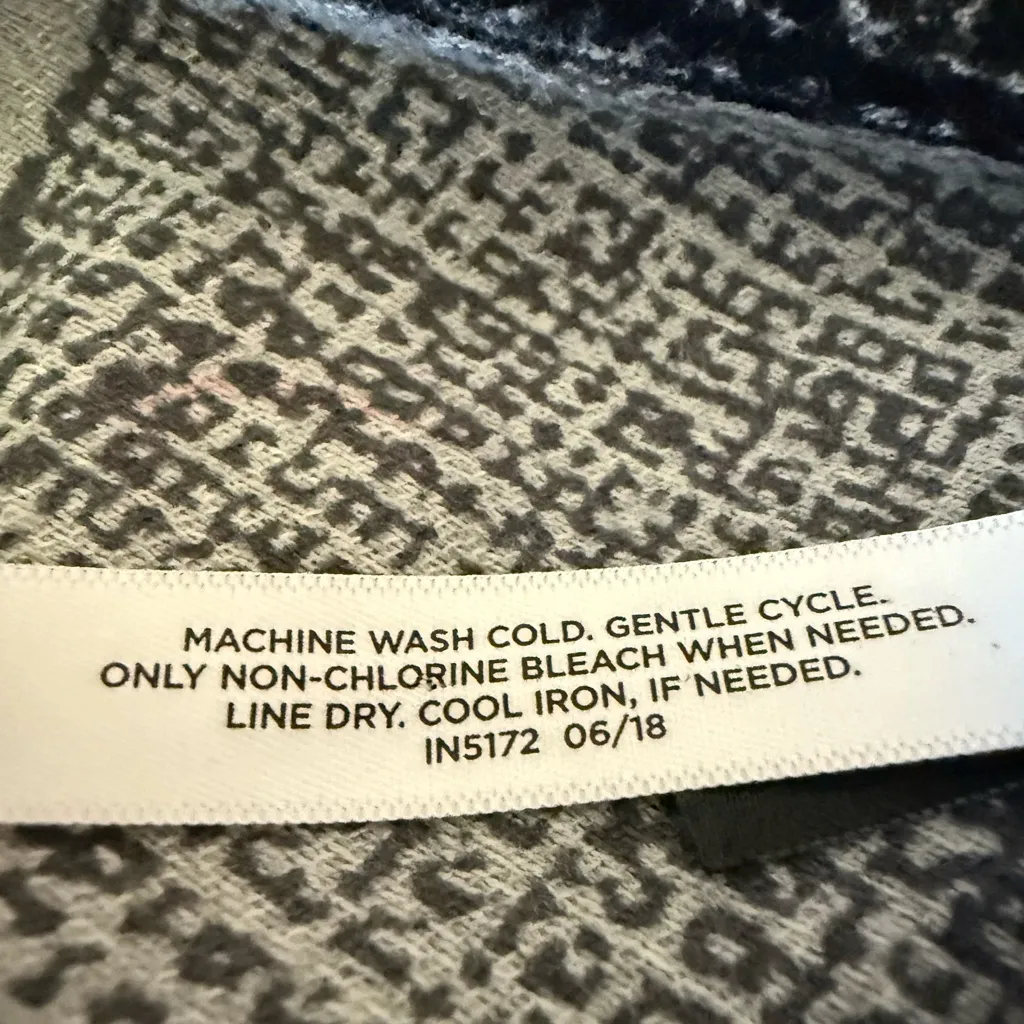 MACHINE WASH COLD. GENTLE CYCLE.
ONLY NON-CHLORINE BLEACH WHEN NEEDED.
LINE DRY. COOL IRON, IF NEEDED.
IN5172 06/18